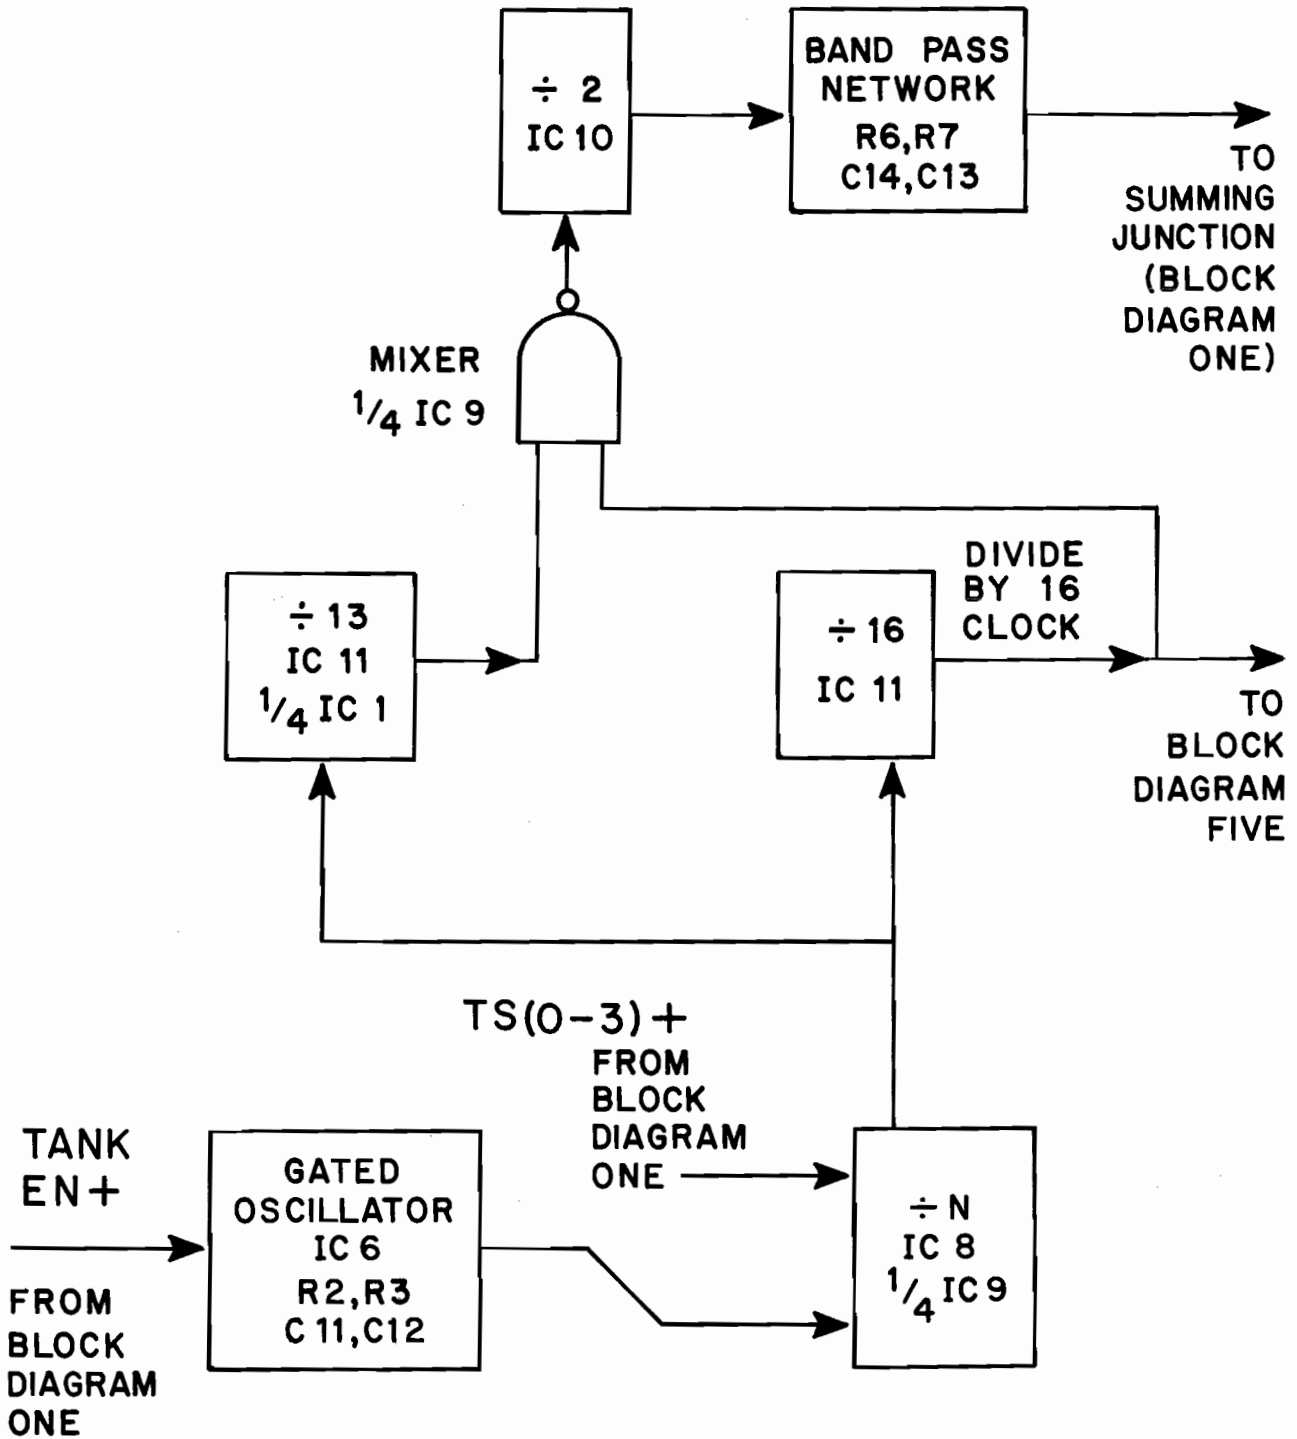 ÷ 2
IC 10
BAND PASS
NETWORK
R6,R7
C14,C13
TO
SUMMING
JUNCTION
(BLOCK
DIAGRAM
ONE)
MIXER
1/4 IC 9
÷ 13
IC 11
1/4 IC 1
÷ 16
IC 11
DIVIDE
BY 16
CLOCK
TO
BLOCK
DIAGRAM
FIVE
TS(0-3)+
FROM
BLOCK
DIAGRAM
ONE
TANK
EN+
FROM
BLOCK
DIAGRAM
ONE
GATED
OSCILLATOR
IC 6
R2,R3
C 11,C12
÷ N
IC 8
1/4 IC 9